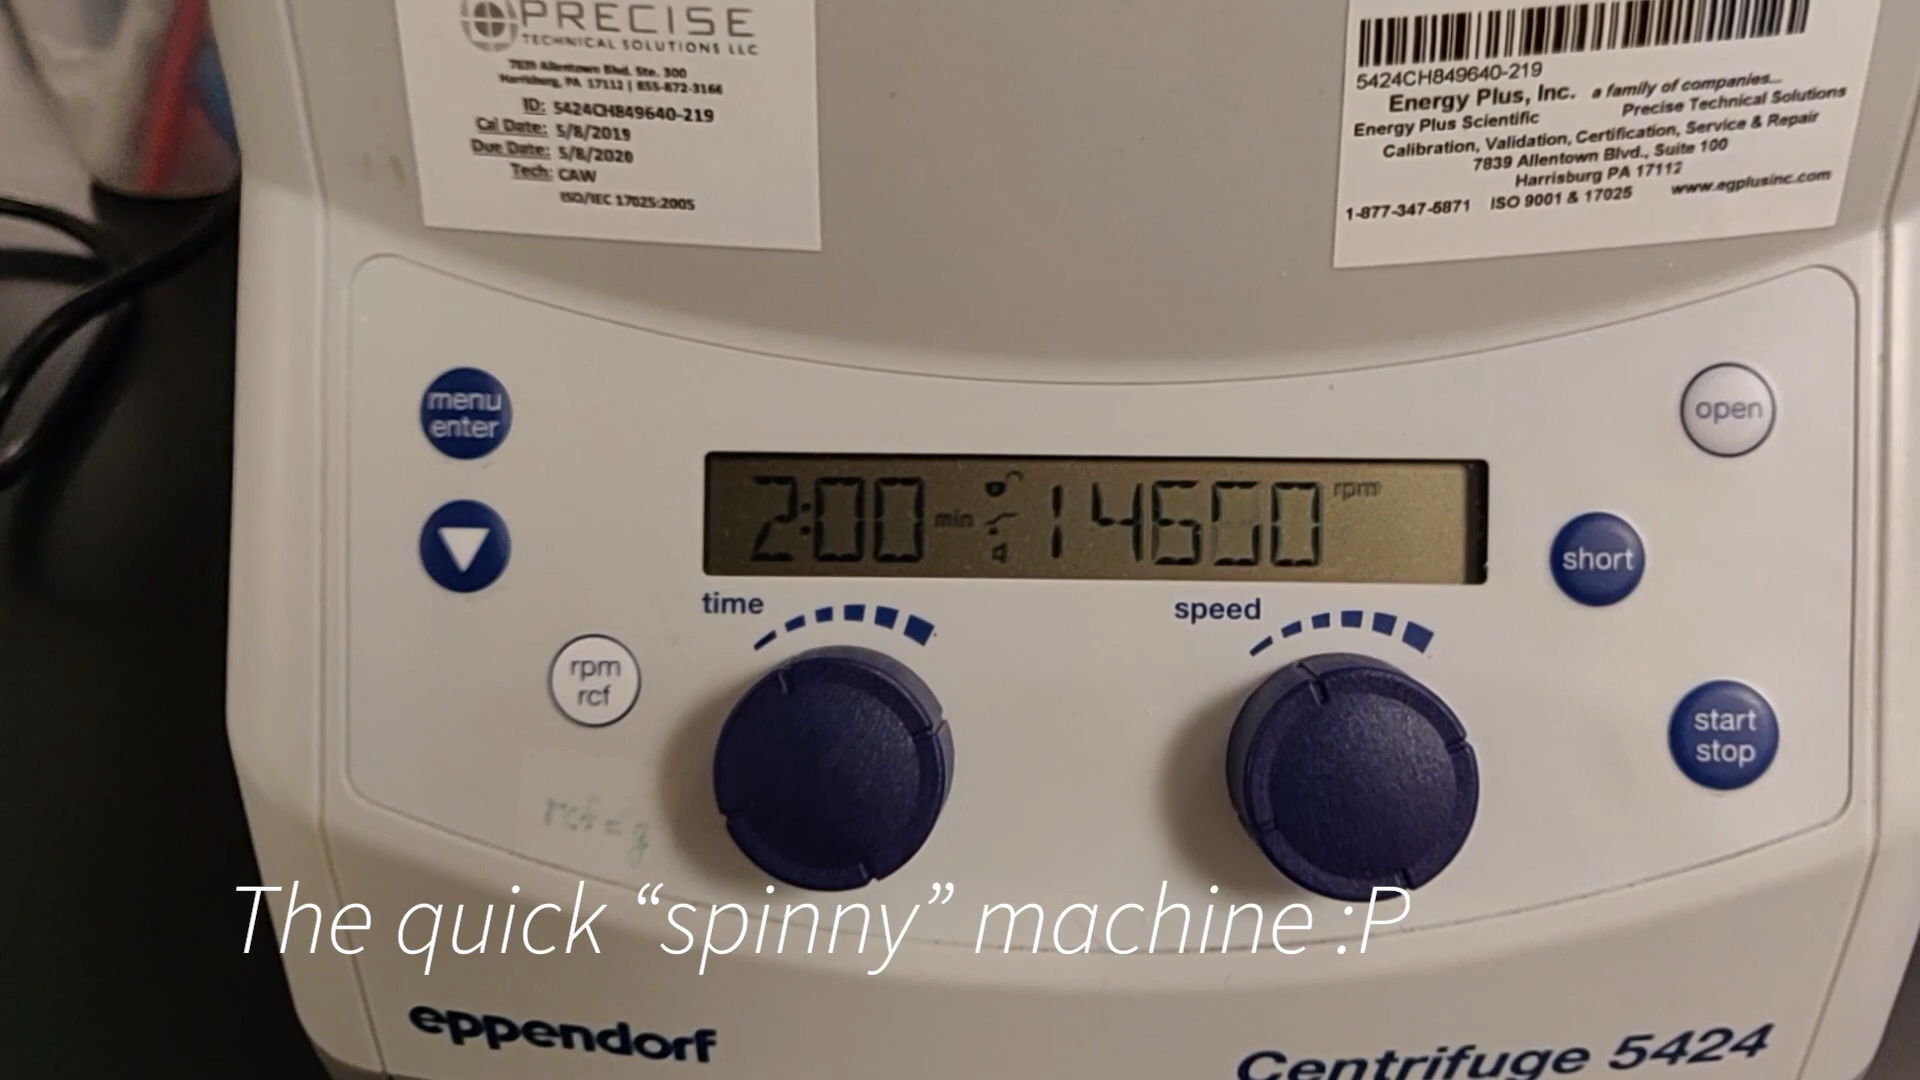 PRECISE
TECHNICAL SOLUTIONS LLC
7839 Allentown Blvd. Ste. 300
Harrisburg, PA 17112 | 855-872-3166
ID: 5424CH849640-219
Cal Date: 5/8/2019
Due Date: 5/8/2020
Tech: CAW
ISO/IEC 17025:2005
5424CH849640-219
Energy Plus, Inc. a family of companies...
Energy Plus Scientific Precise Technical Solutions
Calibration, Validation, Certification, Service & Repair
7839 Allentown Blvd., Suite 100
Harrisburg PA 17112
1-877-347-5871 ISO 9001 & 17025 www.egplusinc.com
menu
enter
open
2:00 min 14600 rpm
short
time
speed
rpm
rcf
start
stop
rcf = g
The quick “spinny” machine :P
eppendorf
Centrifuge 5424